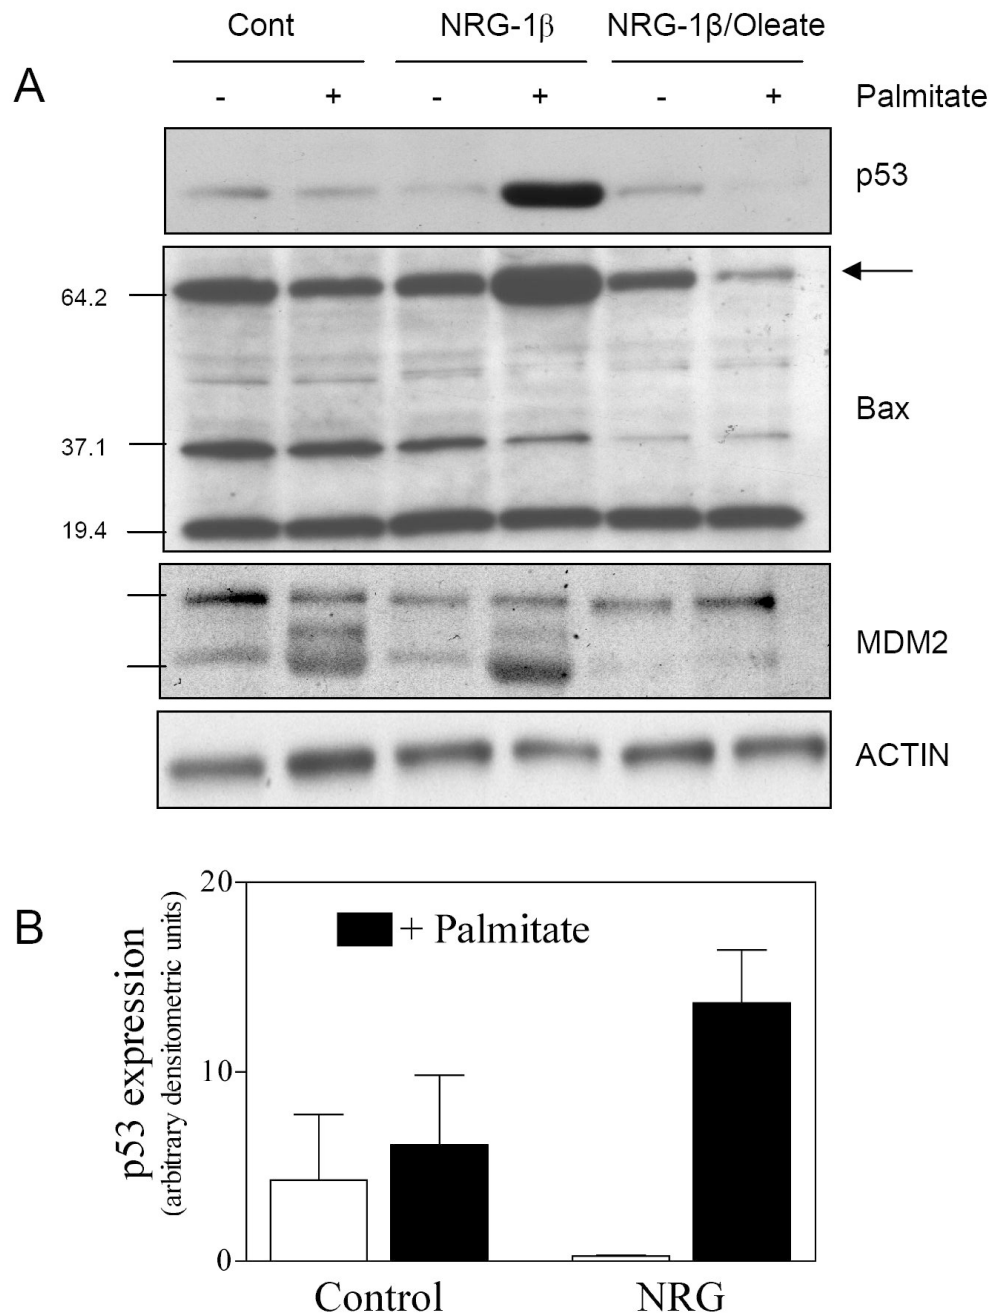 Cont NRG-1β NRG-1β/Oleate
A
- + - + - + Palmitate
p53
64.2
Bax
37.1
19.4
MDM2
ACTIN
B
20
+ Palmitate
10
0
p53 expression
(arbitrary densitometric units)
Control NRG